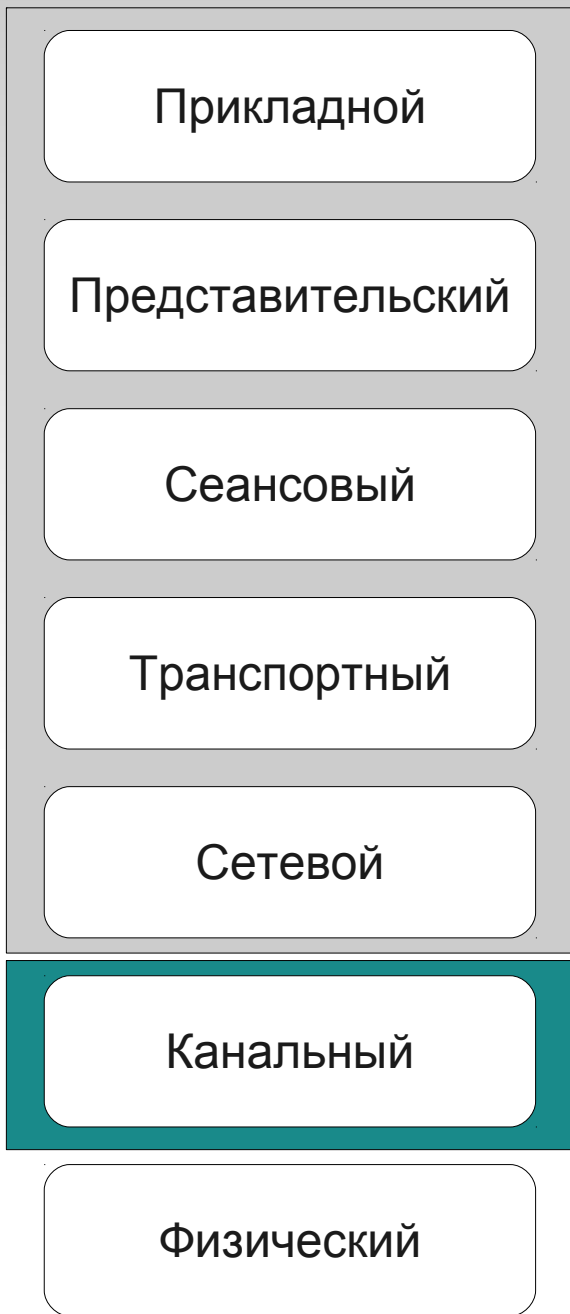 Прикладной
Представительский
Сеансовый
Транспортный
Сетевой
Канальный
Физический